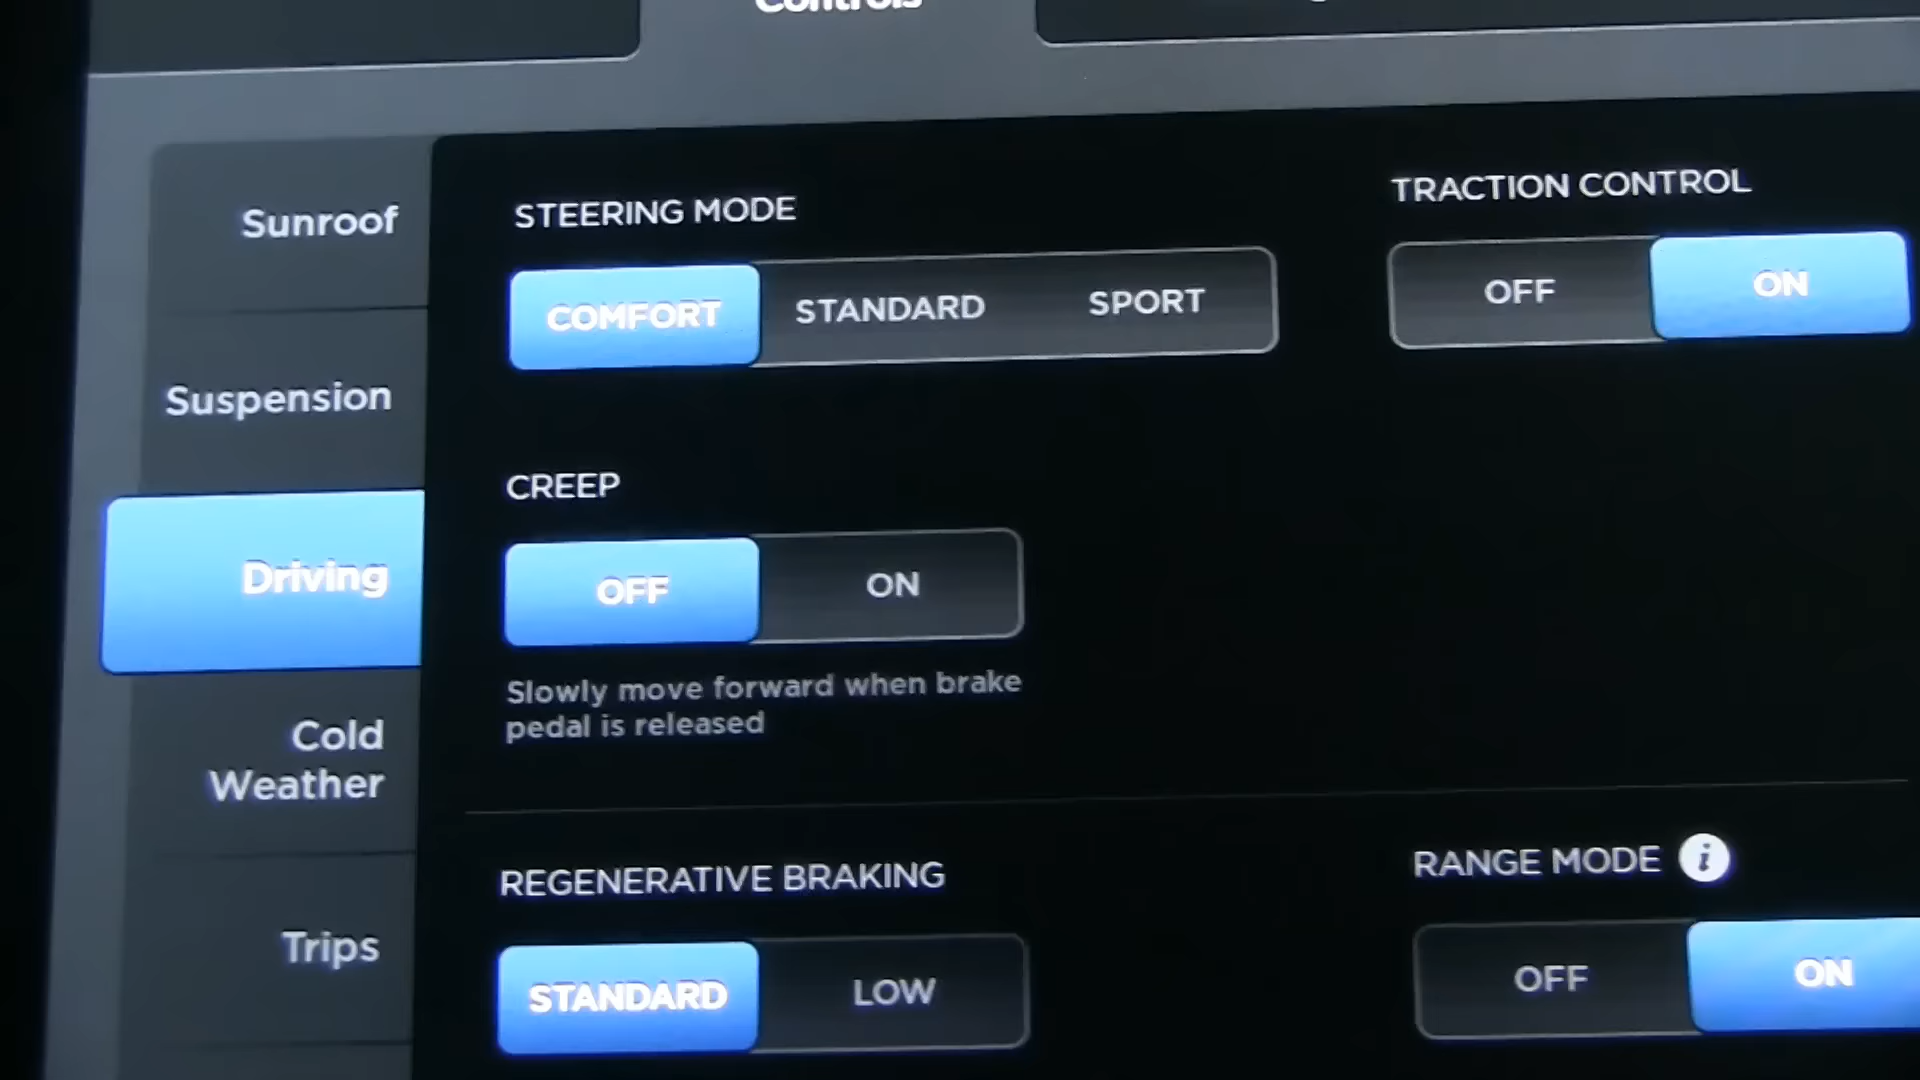 Controls
Sunroof
Suspension
Driving
Cold
Weather
Trips
STEERING MODE
COMFORT STANDARD SPORT
TRACTION CONTROL
OFF ON
CREEP
OFF ON
Slowly move forward when brake
pedal is released
REGENERATIVE BRAKING
STANDARD LOW
RANGE MODE i
OFF ON